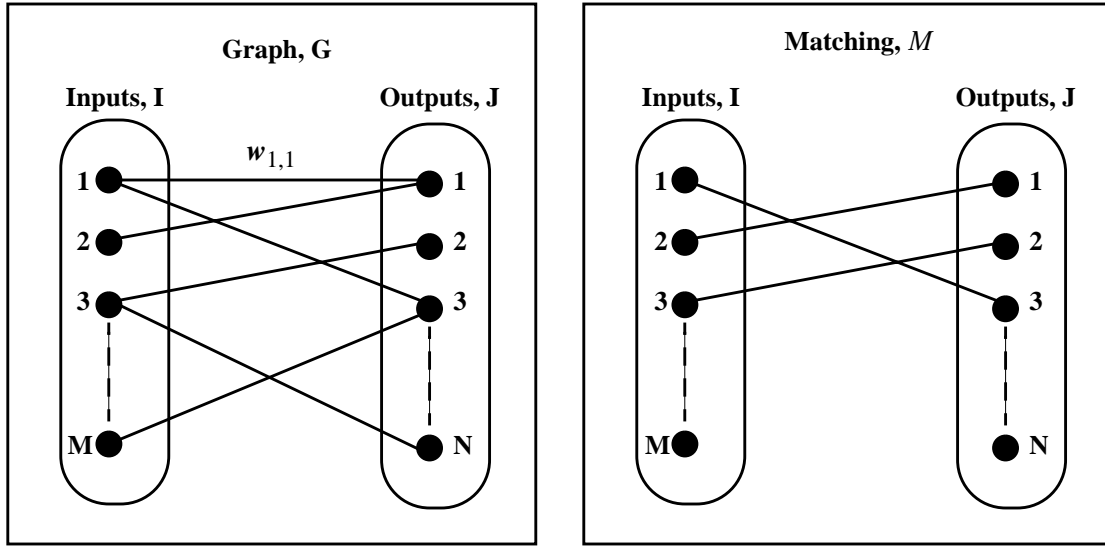 Graph, G
Inputs, I
Outputs, J
w1,1
1
1
2
2
3
3
M
N
Matching, M
Inputs, I
Outputs, J
1
1
2
2
3
3
M
N